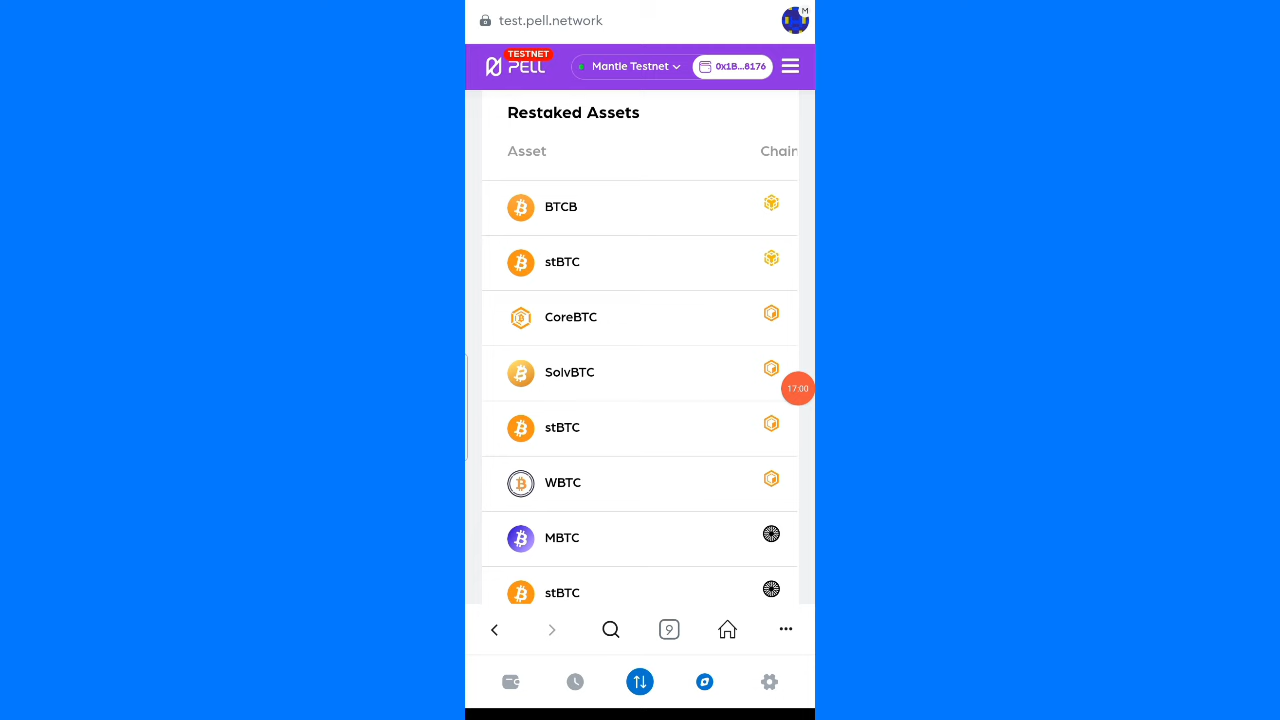 test.pell.network
M
TESTNET
PELL
Mantle Testnet
0x1B...8176
Restaked Assets
Asset
Chain
BTCB
stBTC
CoreBTC
SolvBTC
17:00
stBTC
WBTC
MBTC
stBTC
9